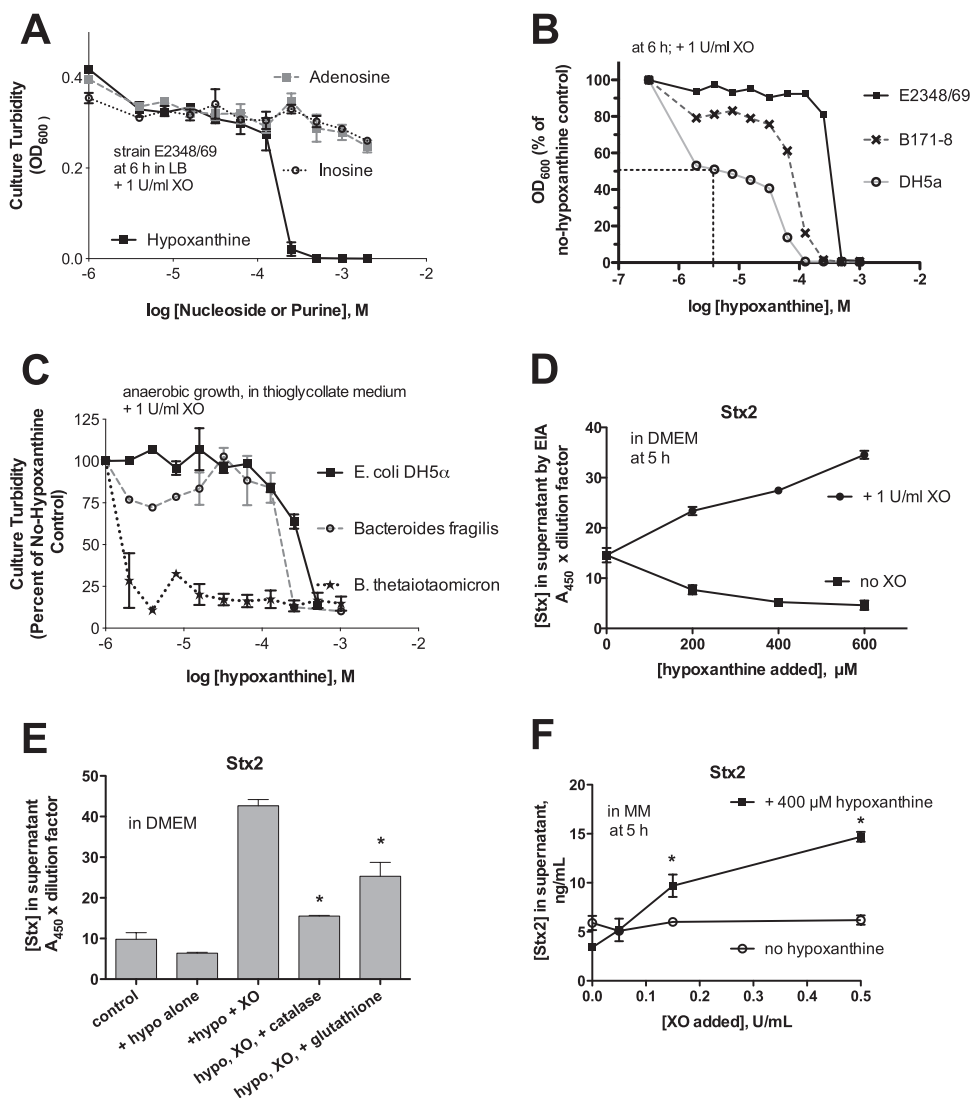 A
Culture Turbidity
(OD600)
0.4
0.2
0.0
Adenosine
Inosine
strain E2348/69
at 6 h in LB
+ 1 U/ml XO
Hypoxanthine
-6
-5
-4
-3
-2
log [Nucleoside or Purine], M
B
at 6 h; + 1 U/ml XO
OD600 (% of
no-hypoxanthine control)
100
80
60
40
20
0
E2348/69
B171-8
DH5a
-7
-6
-5
-4
-3
-2
log [hypoxanthine], M
C
anaerobic growth, in thioglycollate medium
+ 1 U/ml XO
Culture Turbidity
(Percent of No-Hypoxanthine
Control)
125
100
75
50
25
0
E. coli DH5α
Bacteroides fragilis
B. thetaiotaomicron
-6
-5
-4
-3
-2
log [hypoxanthine], M
D
Stx2
[Stx] in supernatant by EIA
A450 x dilution factor
40
30
20
10
0
in DMEM
at 5 h
+ 1 U/ml XO
no XO
0
200
400
600
[hypoxanthine added], µM
E
Stx2
[Stx] in supernatant
A450 x dilution factor
50
40
30
20
10
0
in DMEM
*
*
control
+ hypo alone
+hypo + XO
hypo, XO, + catalase
hypo, XO, + glutathione
F
Stx2
[Stx2] in supernatant,
ng/mL
20
15
10
5
0
in MM
at 5 h
+ 400 µM hypoxanthine
*
*
no hypoxanthine
0.0
0.1
0.2
0.3
0.4
0.5
[XO added], U/mL